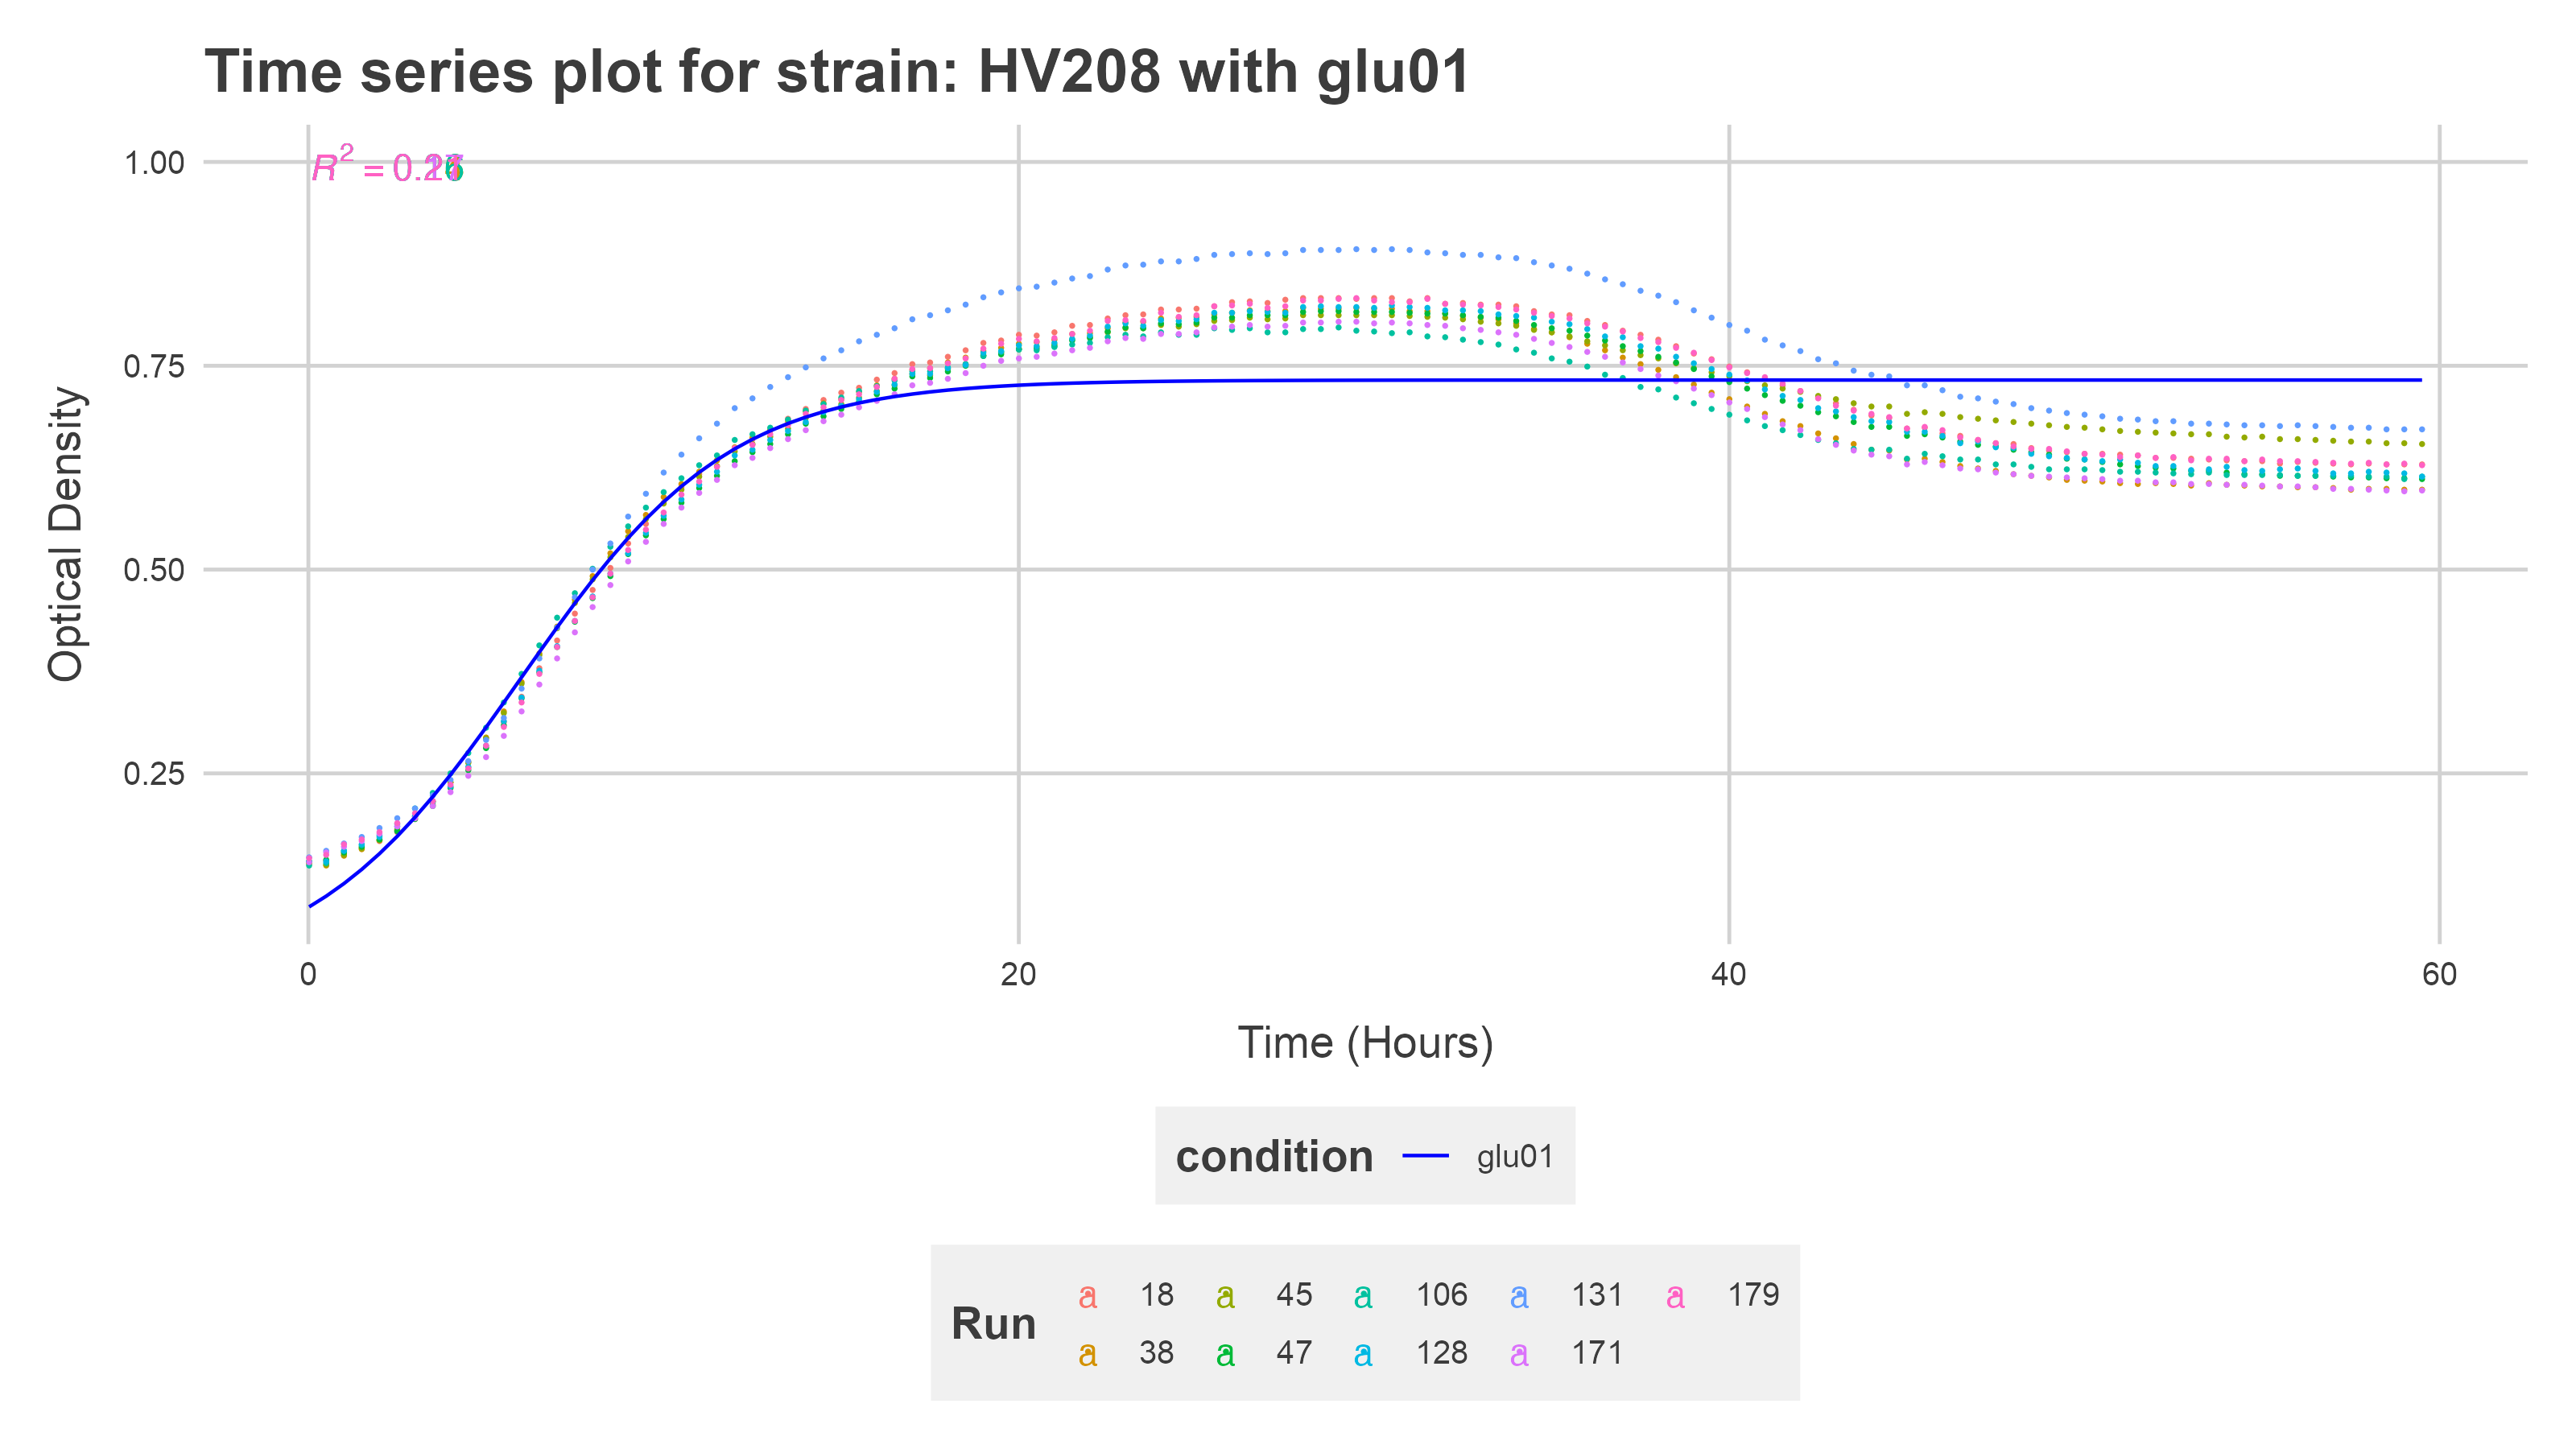 Time series plot for strain: HV208 with glu01
R2 = 0.
1.00
0.75
0.50
0.25
Optical Density
0 20 40 60
Time (Hours)
condition glu01
Run
a 18 a 45 a 106 a 131 a 179
a 38 a 47 a 128 a 171